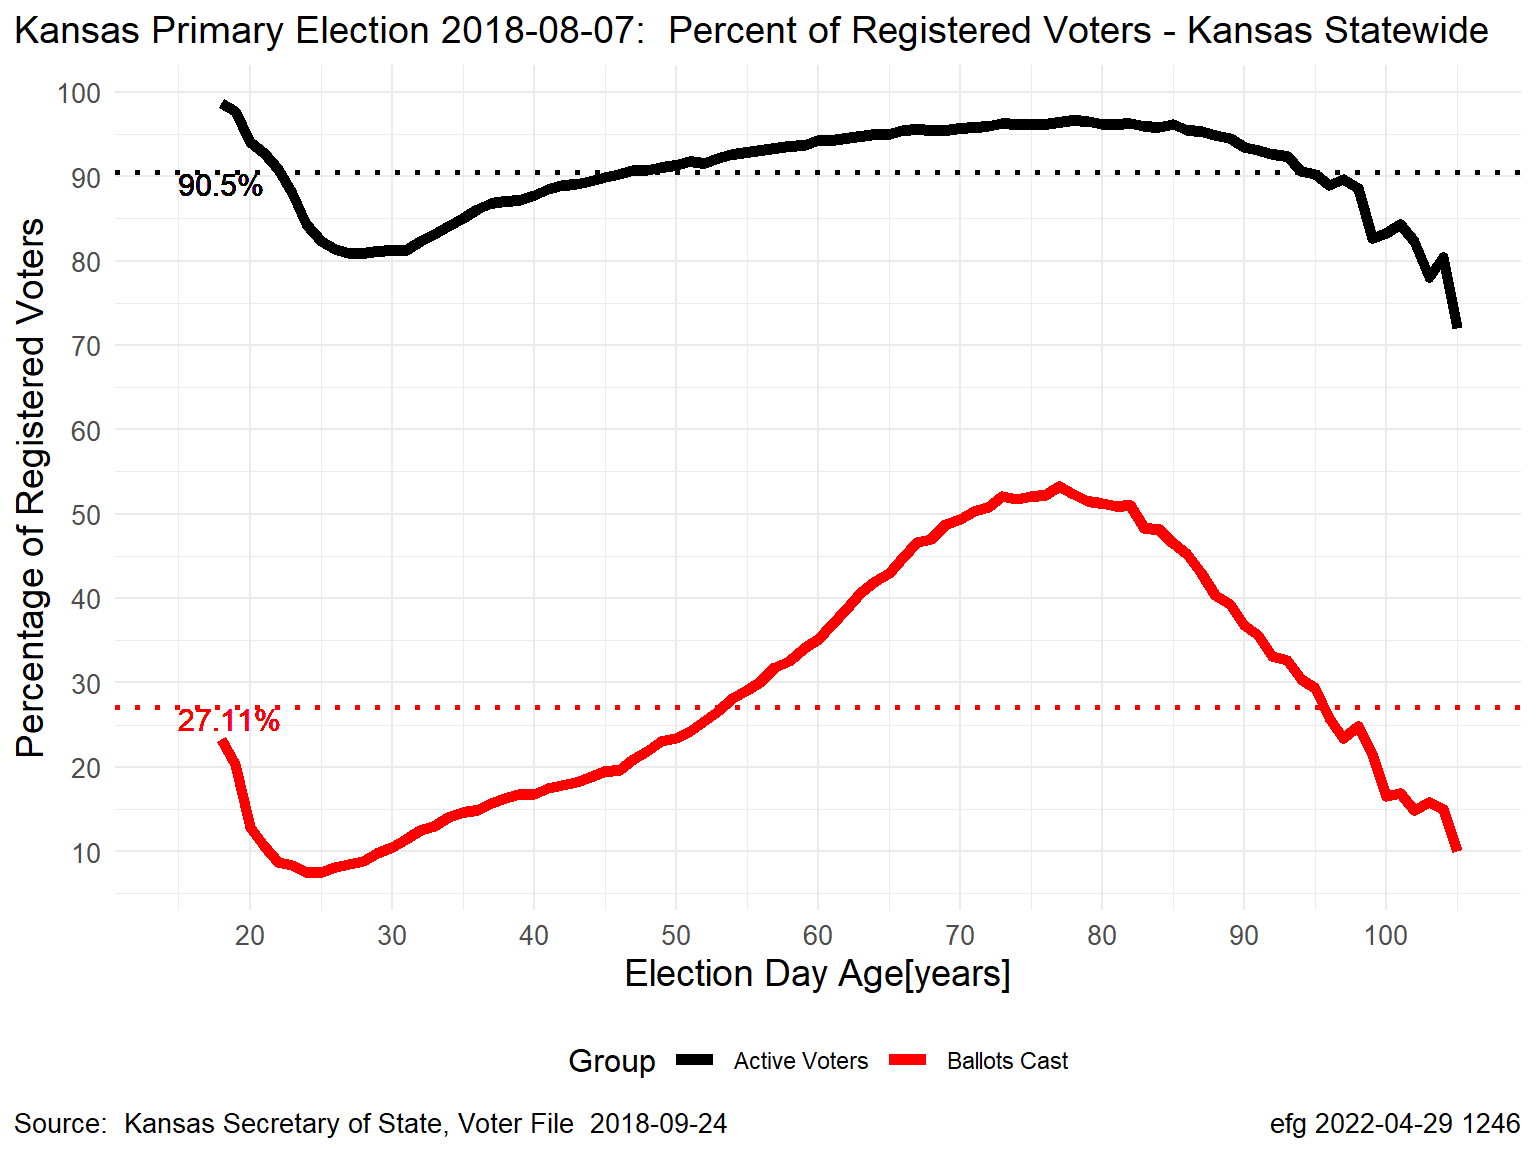 Kansas Primary Election 2018-08-07:  Percent of Registered Voters - Kansas Statewide
Percentage of Registered Voters
100
90
80
70
60
50
40
30
20
10
90.5%
27.11%
20 30 40 50 60 70 80 90 100
Election Day Age[years]
Group Active Voters Ballots Cast
Source:  Kansas Secretary of State, Voter File  2018-09-24
efg 2022-04-29 1246